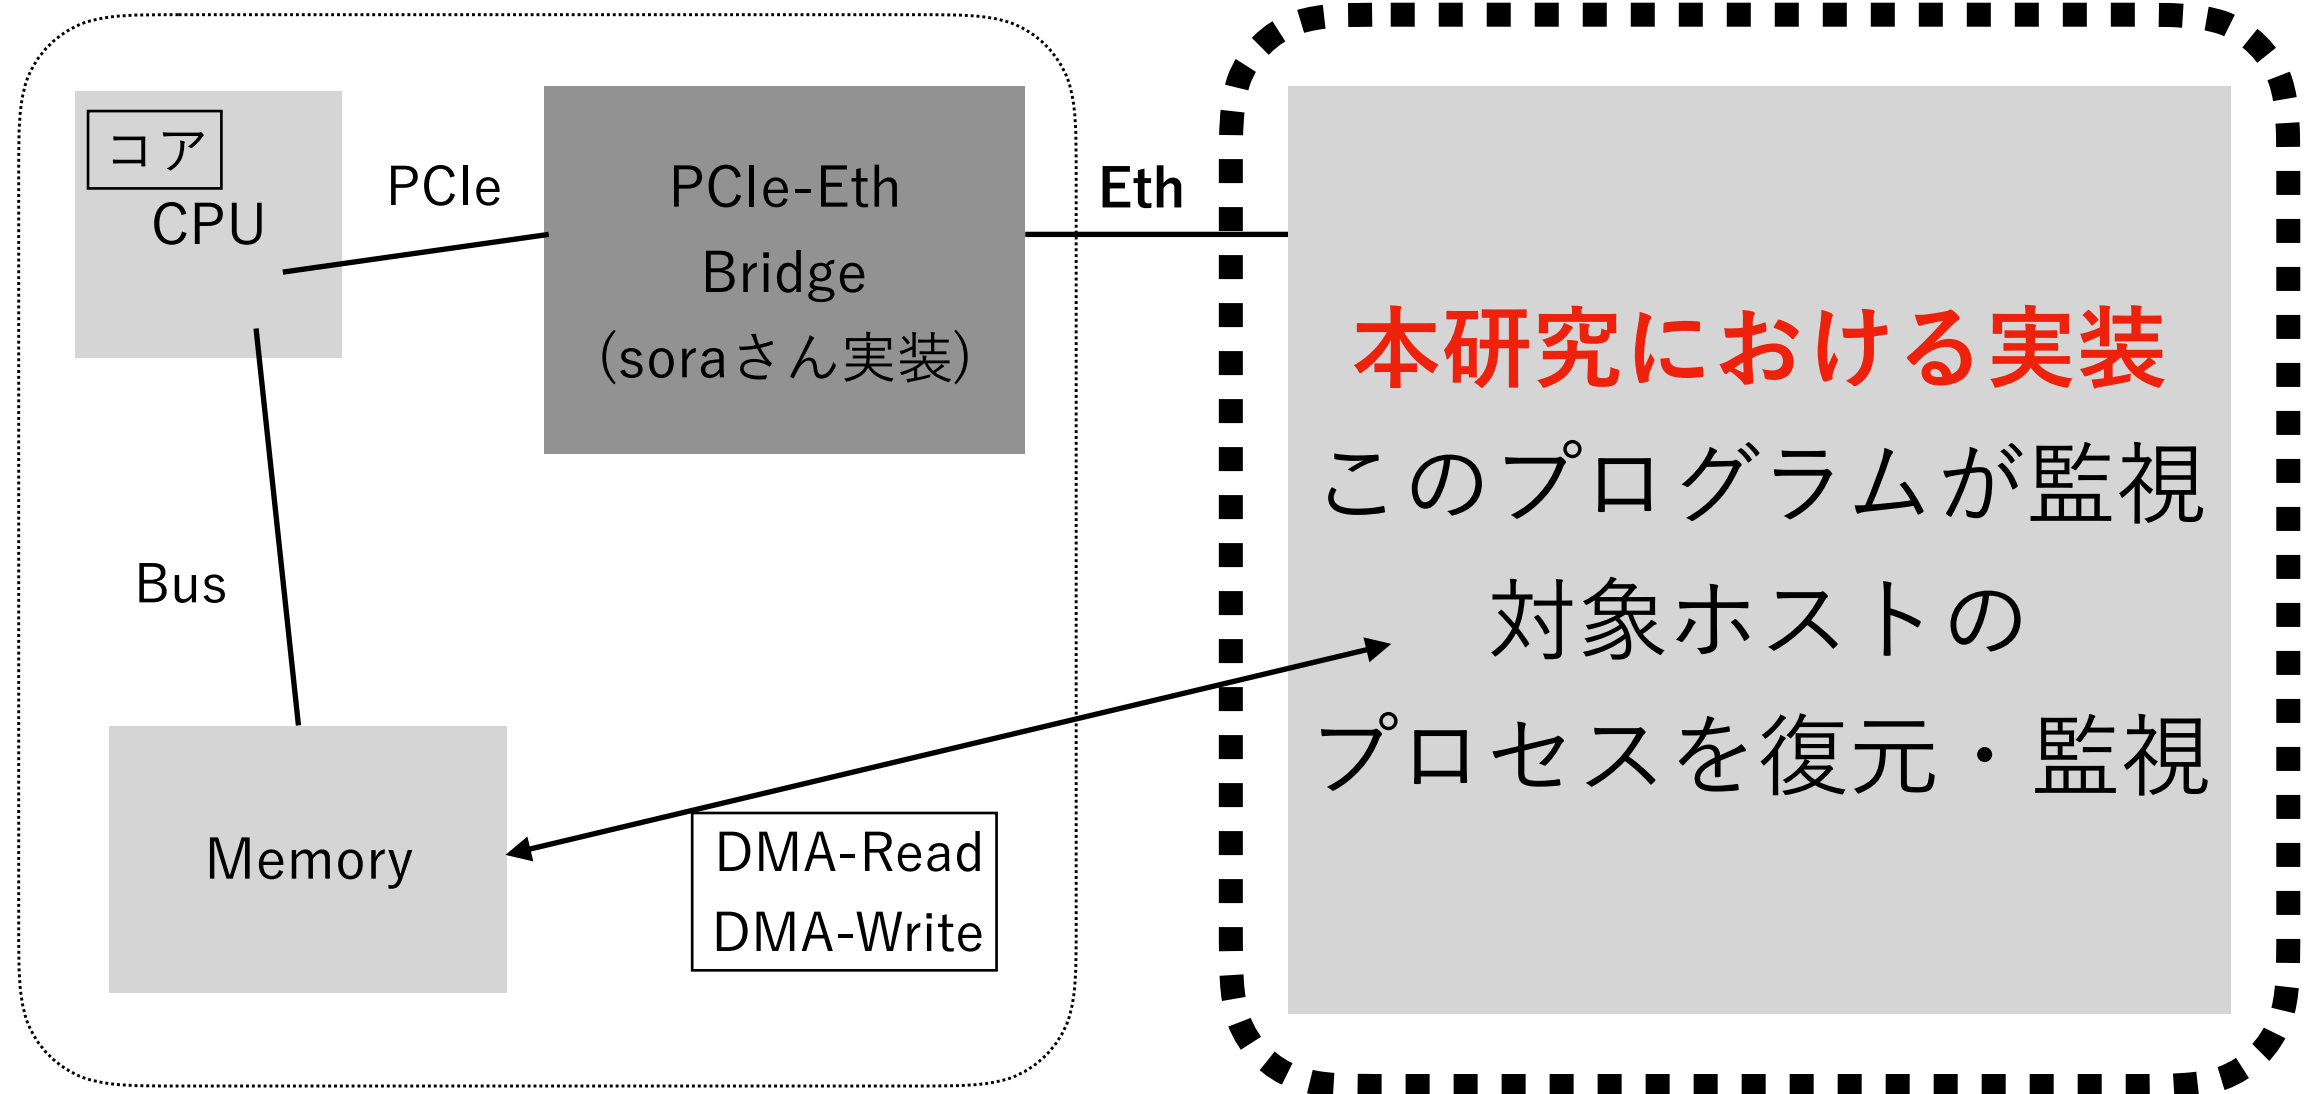 コア
CPU
PCIe
PCIe-Eth
Bridge
(soraさん実装)
Eth
Bus
Memory
DMA-Read
DMA-Write
本研究における実装
このプログラムが監視
対象ホストの
プロセスを復元・監視